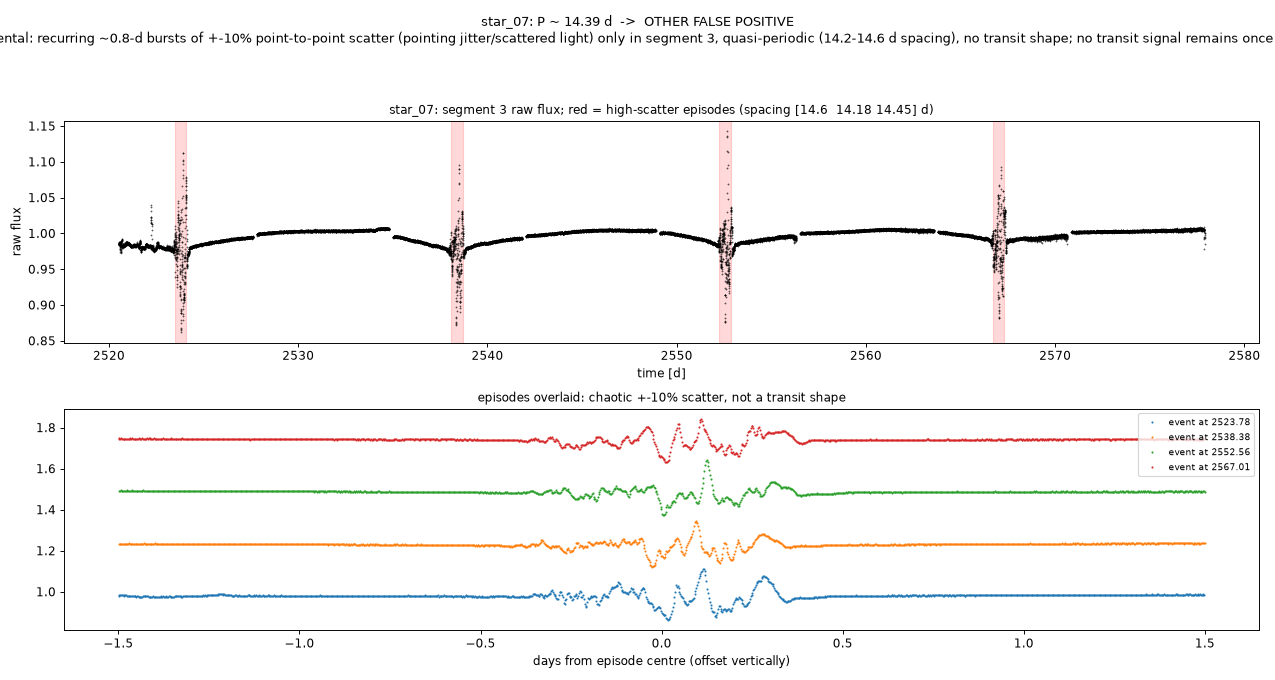 star_07: P ~ 14.39 d  ->  OTHER FALSE POSITIVE
ental: recurring ~0.8-d bursts of +-10% point-to-point scatter (pointing jitter/scattered light) only in segment 3, quasi-periodic (14.2-14.6 d spacing), no transit shape; no transit signal remains once
star_07: segment 3 raw flux; red = high-scatter episodes (spacing [14.6  14.18 14.45] d)
1.15
1.10
1.05
1.00
0.95
0.90
0.85
raw flux
2520 2530 2540 2550 2560 2570 2580
time [d]
episodes overlaid: chaotic +-10% scatter, not a transit shape
1.8
1.6
1.4
1.2
1.0
event at 2523.78
event at 2538.38
event at 2552.56
event at 2567.01
−1.5 −1.0 −0.5 0.0 0.5 1.0 1.5
days from episode centre (offset vertically)